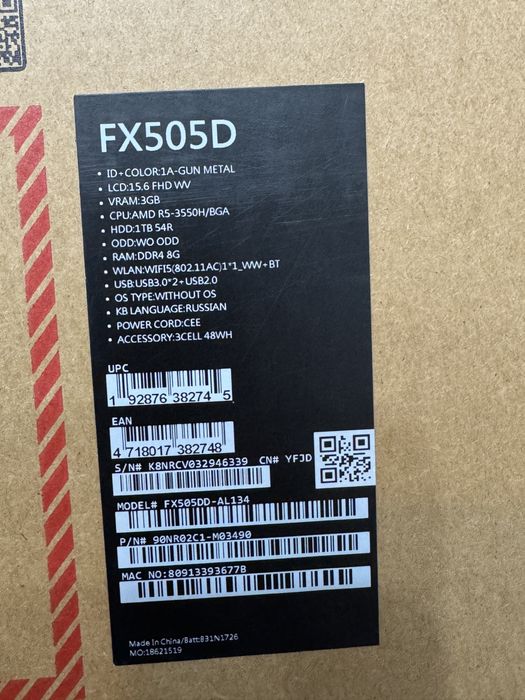 FX505D
• ID+COLOR:1A-GUN METAL
• LCD:15.6 FHD WV
• VRAM:3GB
• CPU:AMD R5-3550H/BGA
• HDD:1TB 54R
• ODD:WO ODD
• RAM:DDR4 8G
• WLAN:WIFI5(802.11AC)1*1_WW+BT
• USB:USB3.0*2+USB2.0
• OS TYPE:WITHOUT OS
• KB LANGUAGE:RUSSIAN
• POWER CORD:CEE
• ACCESSORY:3CELL 48WH
UPC
1 92876 38274 5
EAN
4 718017 382748
S/N# K8NRCV032946339 CN# YFJD
MODEL# FX505DD-AL134
P/N# 90NR02C1-M03490
MAC NO:80913393677B
Made In China/Batt:B31N1726
MO:18621519